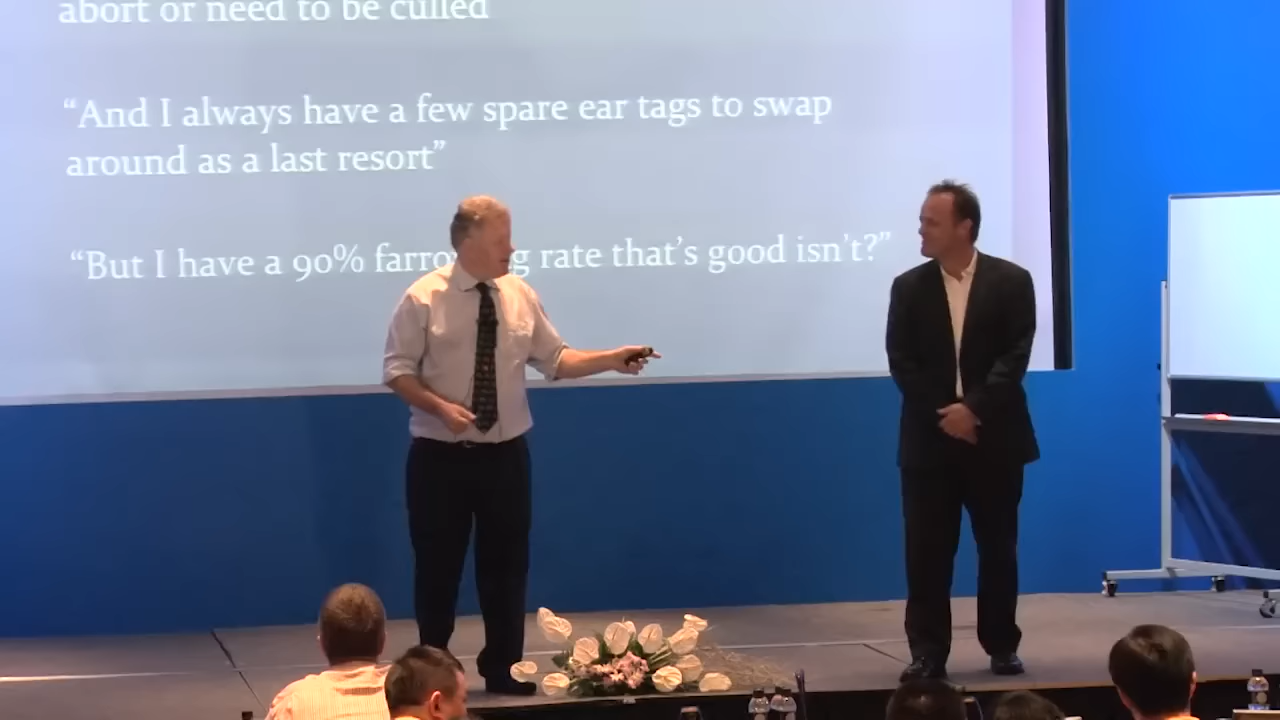 abort or need to be culled
“And I always have a few spare ear tags to swap
around as a last resort”
“But I have a 90% farro g rate that’s good isn’t?”